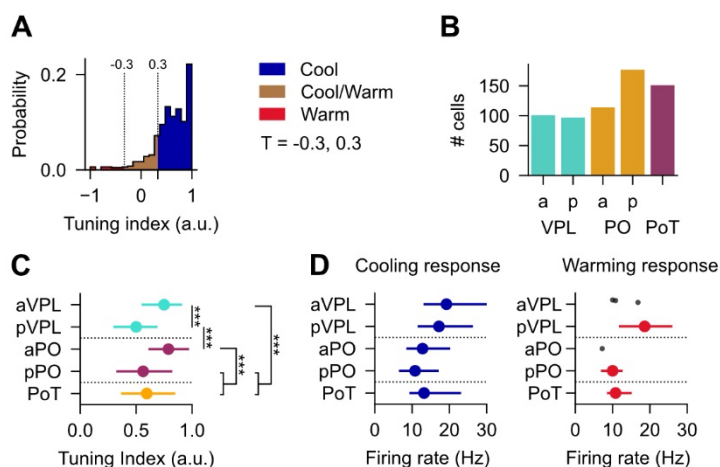 A
Probability
0.2
0.0
-0.3
0.3
−1
0
1
Tuning index (a.u.)
Cool
Cool/Warm
Warm
T = -0.3, 0.3
B
# cells
150
100
50
0
a
p
a
p
VPL
PO
PoT
C
aVPL
pVPL
aPO
pPO
PoT
***
***
***
***
0.0
0.5
1.0
Tuning Index (a.u.)
D
Cooling response
aVPL
pVPL
aPO
pPO
PoT
0
10
20
30
Firing rate (Hz)
Warming response
aVPL
pVPL
aPO
pPO
PoT
0
10
20
30
Firing rate (Hz)